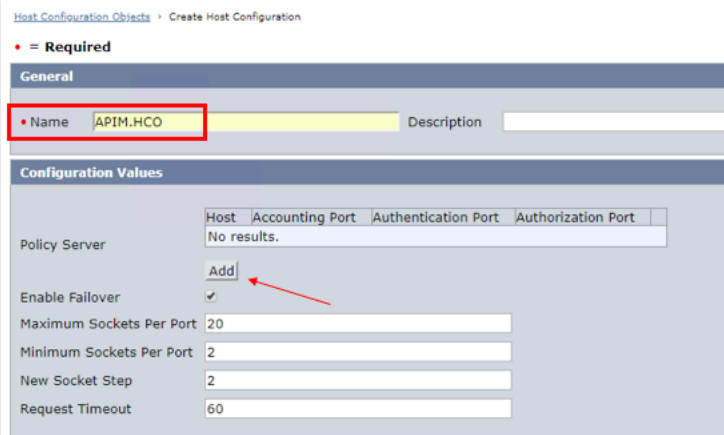 Host Configuration Objects › Create Host Configuration
• = Required
General
• Name APIM.HCO Description
Configuration Values
Host Accounting Port Authentication Port Authorization Port
No results.
Policy Server
Add
Enable Failover
Maximum Sockets Per Port 20
Minimum Sockets Per Port 2
New Socket Step 2
Request Timeout 60